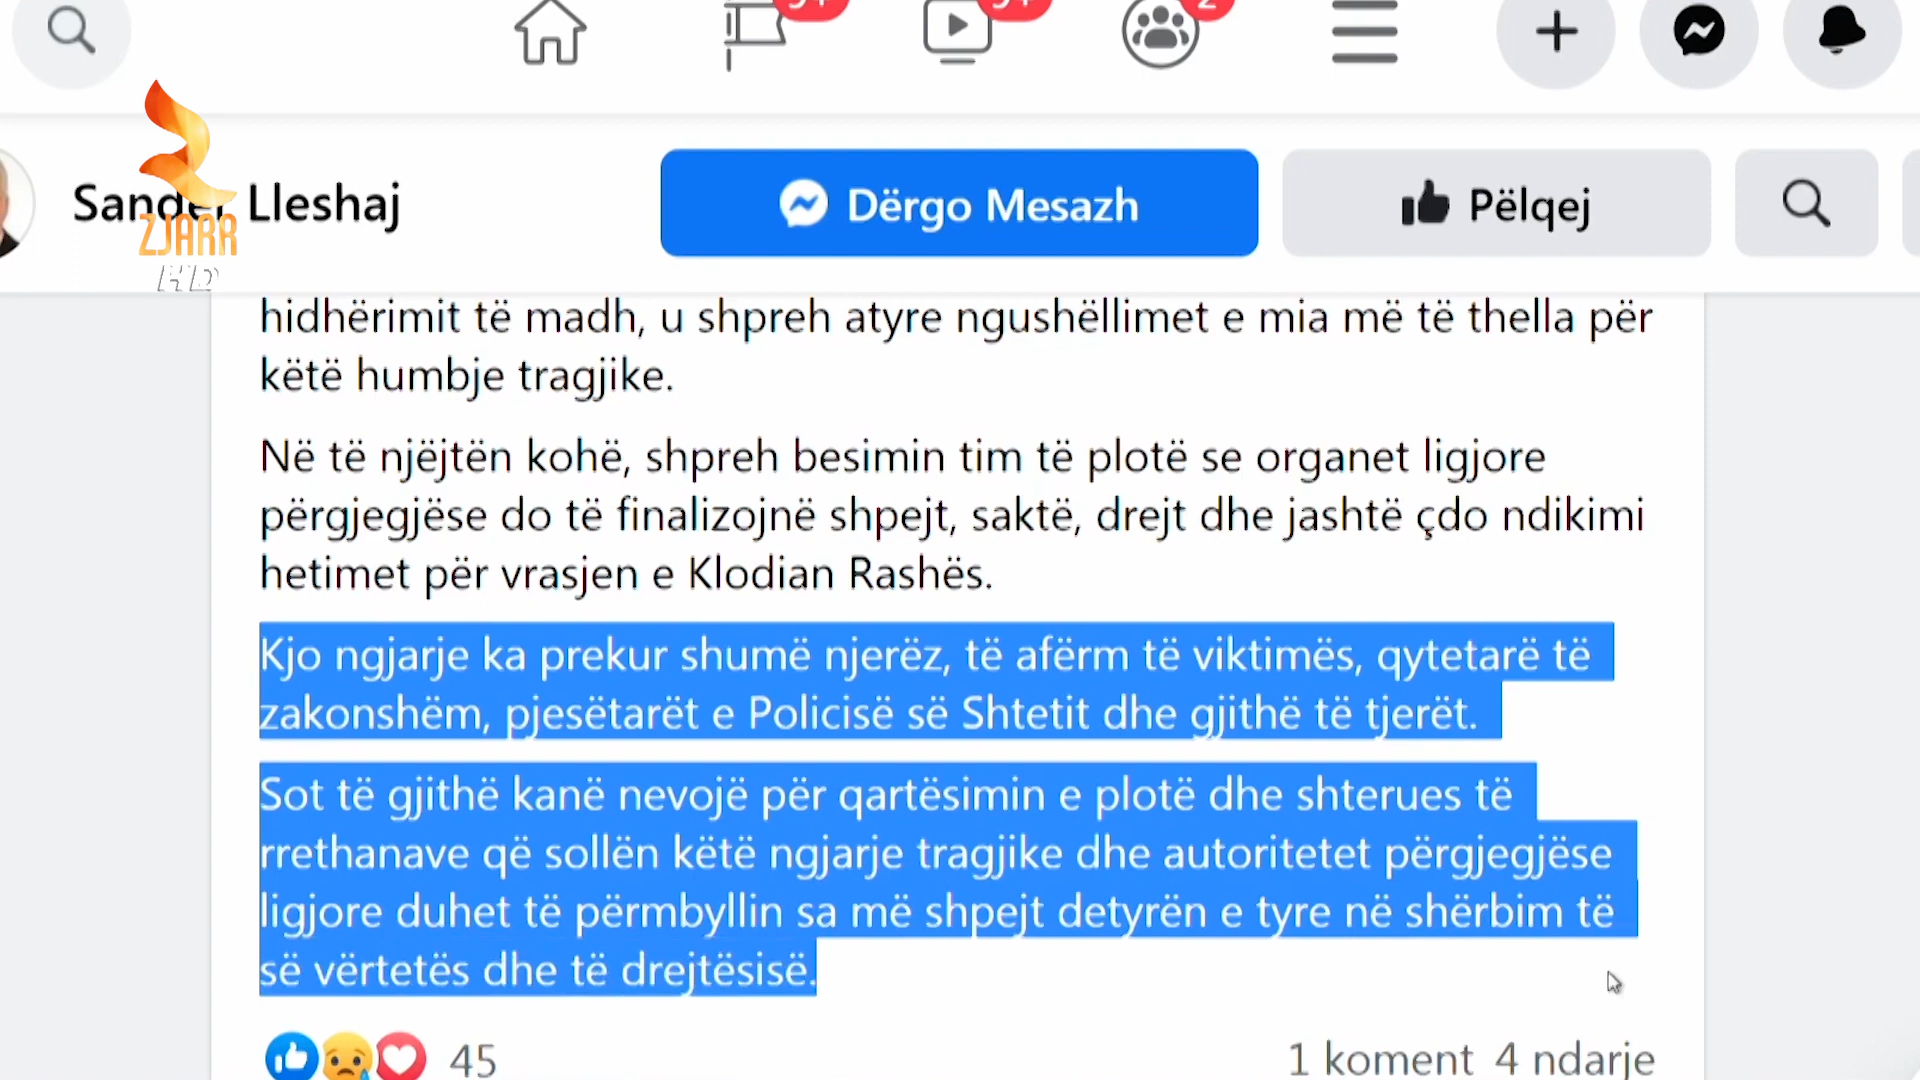 Sander Lleshaj
ZJARR
HD
Dërgo Mesazh
Pëlqej
hidhërimit të madh, u shpreh atyre ngushëllimet e mia më të thella për
këtë humbje tragjike.
Në të njëjtën kohë, shpreh besimin tim të plotë se organet ligjore
përgjegjëse do të finalizojnë shpejt, saktë, drejt dhe jashtë çdo ndikimi
hetimet për vrasjen e Klodian Rashës.
Kjo ngjarje ka prekur shumë njerëz, të afërm të viktimës, qytetarë të
zakonshëm, pjesëtarët e Policisë së Shtetit dhe gjithë të tjerët.
Sot të gjithë kanë nevojë për qartësimin e plotë dhe shterues të
rrethanave që sollën këtë ngjarje tragjike dhe autoritetet përgjegjëse
ligjore duhet të përmbyllin sa më shpejt detyrën e tyre në shërbim të
së vërtetës dhe të drejtësisë.
45
1 koment 4 ndarje